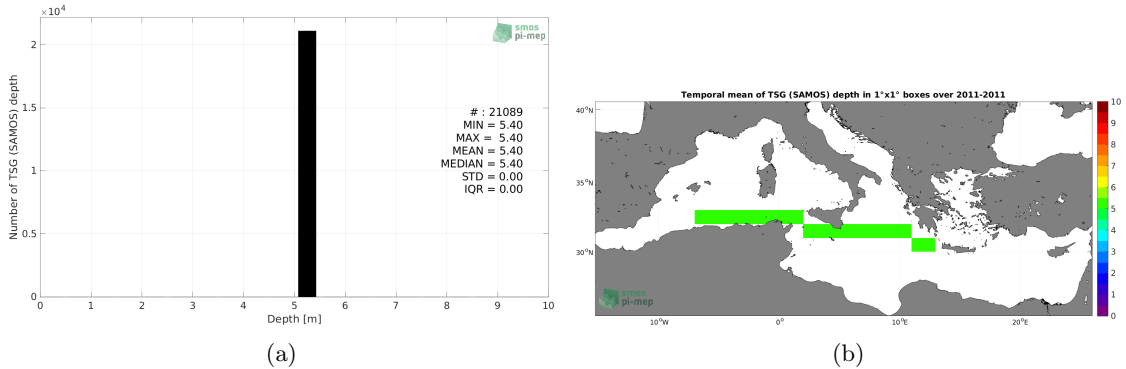 ×10⁴
2
1.5
1
0.5
0
Number of TSG (SAMOS) depth
smos
pi-mep
# : 21089
MIN = 5.40
MAX = 5.40
MEAN = 5.40
MEDIAN = 5.40
STD = 0.00
IQR = 0.00
0 1 2 3 4 5 6 7 8 9 10
Depth [m]
(a)
Temporal mean of TSG (SAMOS) depth in 1°x1° boxes over 2011-2011
40°N
35°N
30°N
smos
pi-mep
10°W 0° 10°E 20°E
10
9
8
7
6
5
4
3
2
1
0
(b)